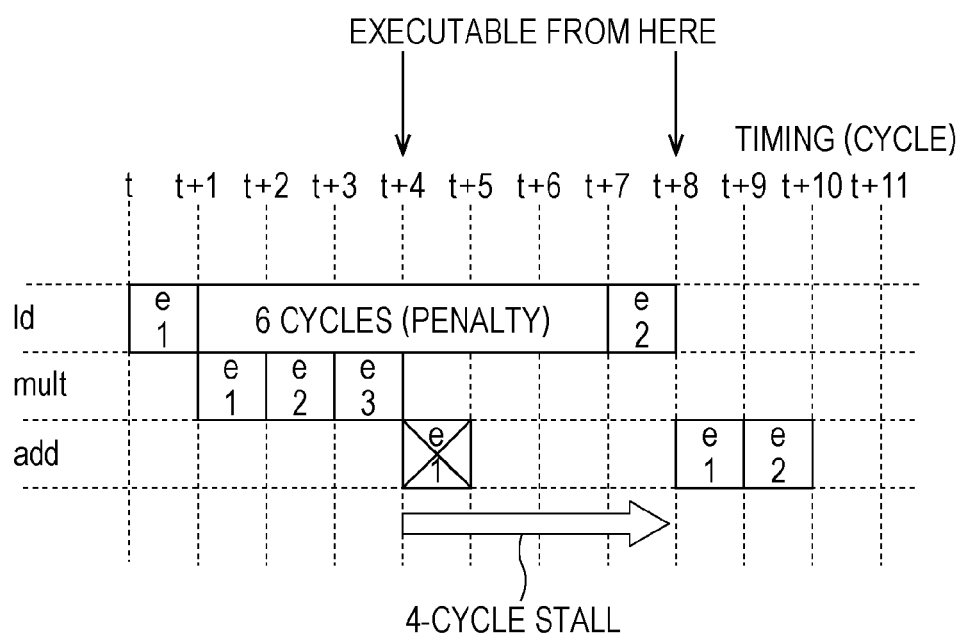 EXECUTABLE FROM HERE
TIMING (CYCLE)
t t+1 t+2 t+3 t+4 t+5 t+6 t+7 t+8 t+9 t+10 t+11
ld e 1 6 CYCLES (PENALTY) e 2
mult e 1 e 2 e 3
add e 1 e 1 e 2
4-CYCLE STALL